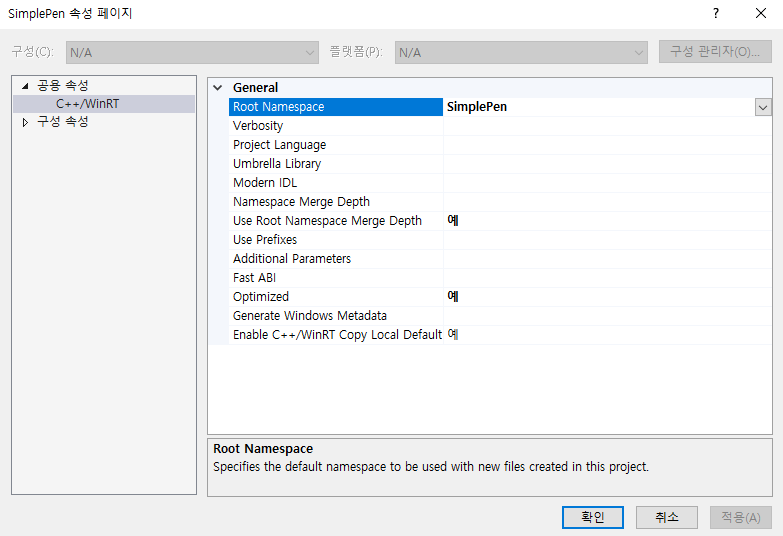 SimplePen 속성 페이지
구성(C): N/A 플랫폼(P): N/A 구성 관리자(O)...
공용 속성
C++/WinRT
구성 속성
General
Root Namespace SimplePen
Verbosity
Project Language
Umbrella Library
Modern IDL
Namespace Merge Depth
Use Root Namespace Merge Depth 예
Use Prefixes
Additional Parameters
Fast ABI
Optimized 예
Generate Windows Metadata
Enable C++/WinRT Copy Local Default 예
Root Namespace
Specifies the default namespace to be used with new files created in this project.
확인 취소 적용(A)